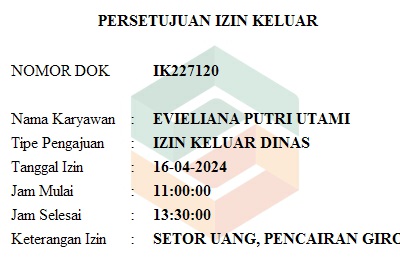 PERSETUJUAN IZIN KELUAR
NOMOR DOK IK227120
Nama Karyawan : EVIELIANA PUTRI UTAMI
Tipe Pengajuan : IZIN KELUAR DINAS
Tanggal Izin : 16-04-2024
Jam Mulai : 11:00:00
Jam Selesai : 13:30:00
Keterangan Izin : SETOR UANG, PENCAIRAN GIRO